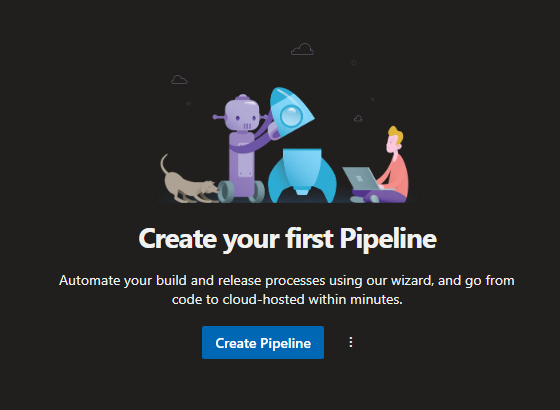 Create your first Pipeline
Automate your build and release processes using our wizard, and go from
code to cloud-hosted within minutes.
Create Pipeline